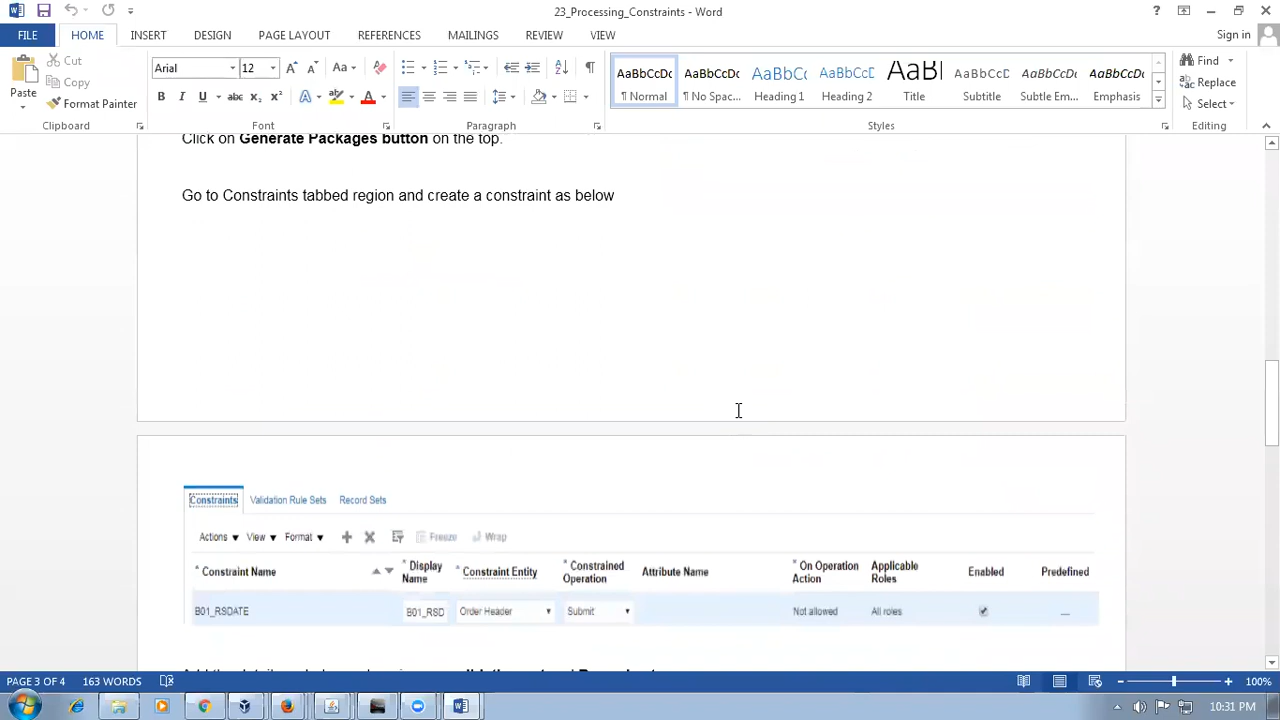 23_Processing_Constraints - Word
FILE HOME INSERT DESIGN PAGE LAYOUT REFERENCES MAILINGS REVIEW VIEW Sign in
Paste Cut Copy Format Painter
Arial 12
AaBbCcDc AaBbCcDc AaBbCc AaBbCcE AaBl AaBbCcDc AaBbCcDc AaBbCcDc
¶ Normal ¶ No Spac... Heading 1 Heading 2 Title Subtitle Subtle Em... Emphasis
Find Replace Select
Clipboard Font Paragraph Styles Editing
Click on Generate Packages button on the top.
Go to Constraints tabbed region and create a constraint as below
Constraints Validation Rule Sets Record Sets
Actions View Format Freeze Wrap
* Constraint Name * Display Name * Constraint Entity * Constrained Operation Attribute Name * On Operation Action Applicable Roles Enabled Predefined
B01_RSDATE B01_RSD Order Header Submit Not allowed All roles
PAGE 3 OF 4 163 WORDS 100%
10:31 PM